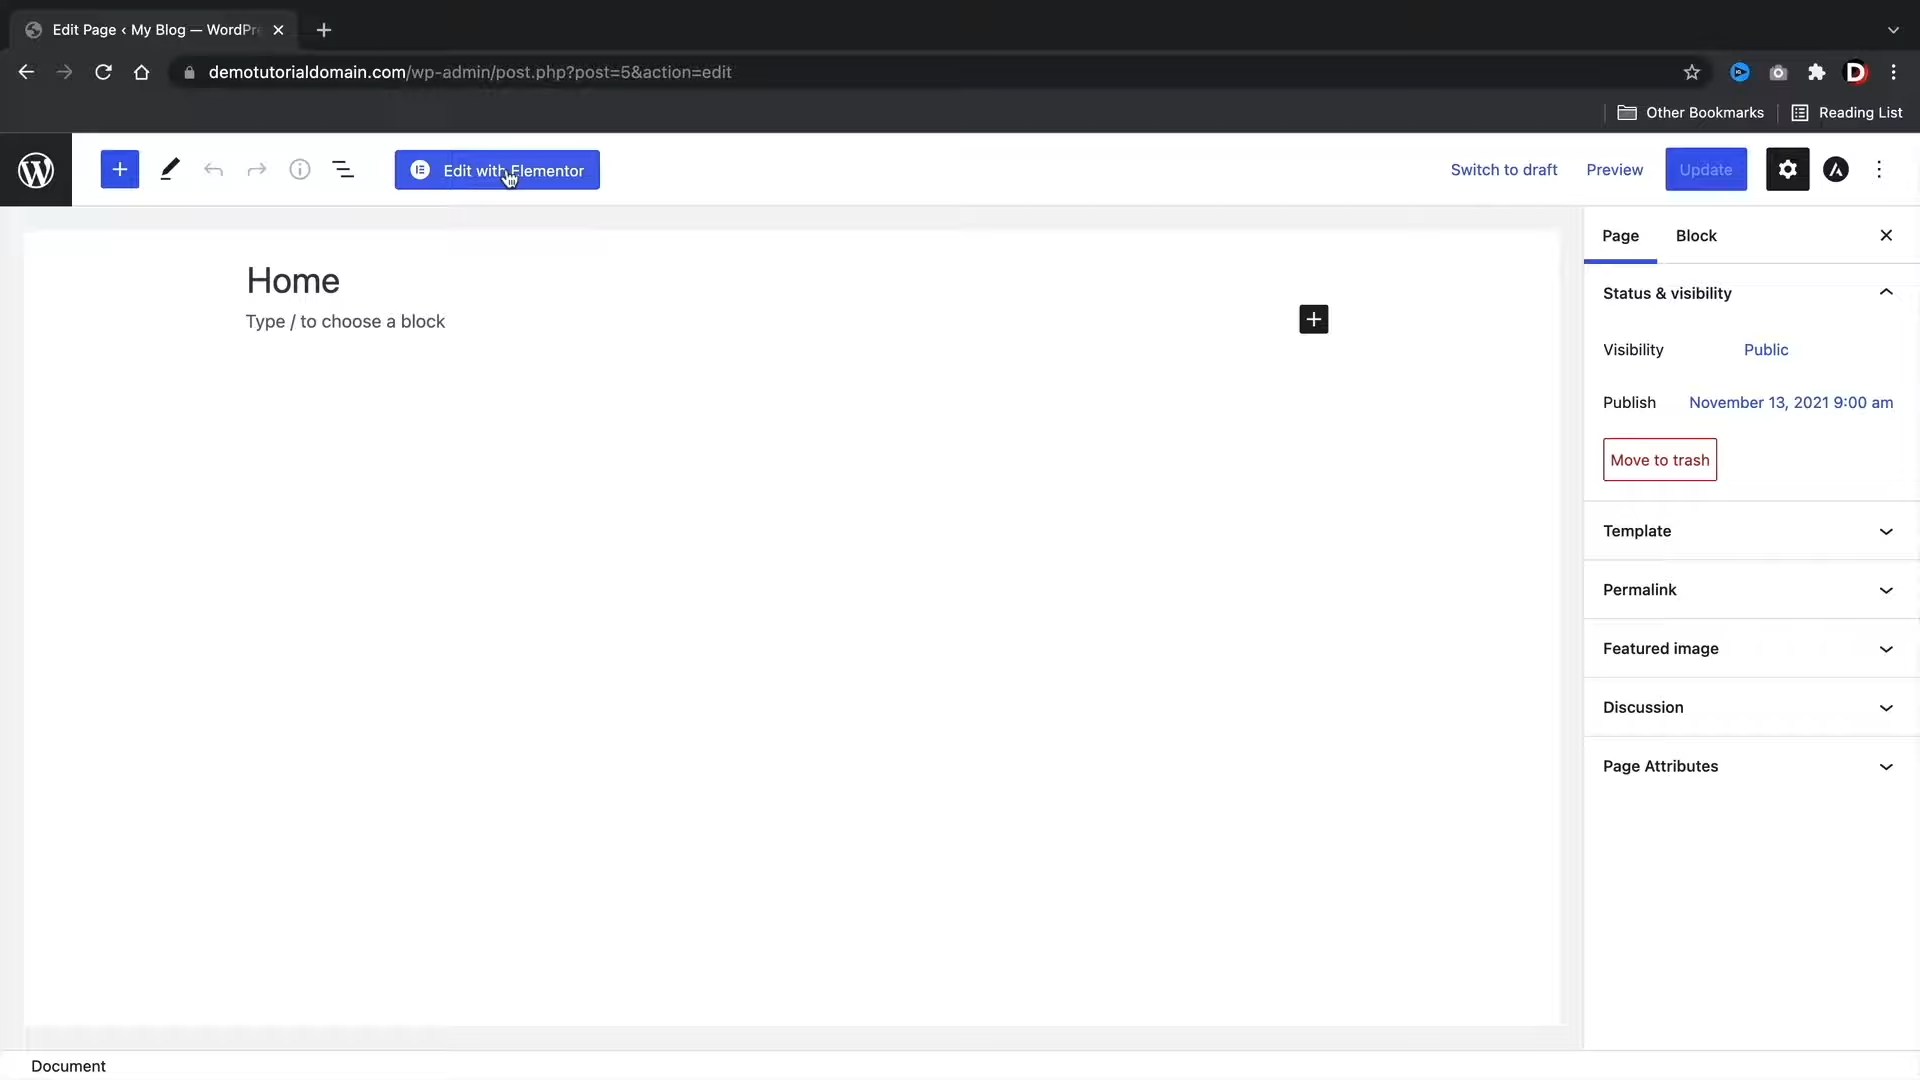 Edit Page ‹ My Blog — WordPre
demotutorialdomain.com/wp-admin/post.php?post=5&action=edit
Other Bookmarks
Reading List
Edit with Elementor
Switch to draft
Preview
Update
Page
Block
Home
Type / to choose a block
Status & visibility
Visibility
Public
Publish
November 13, 2021 9:00 am
Move to trash
Template
Permalink
Featured image
Discussion
Page Attributes
Document